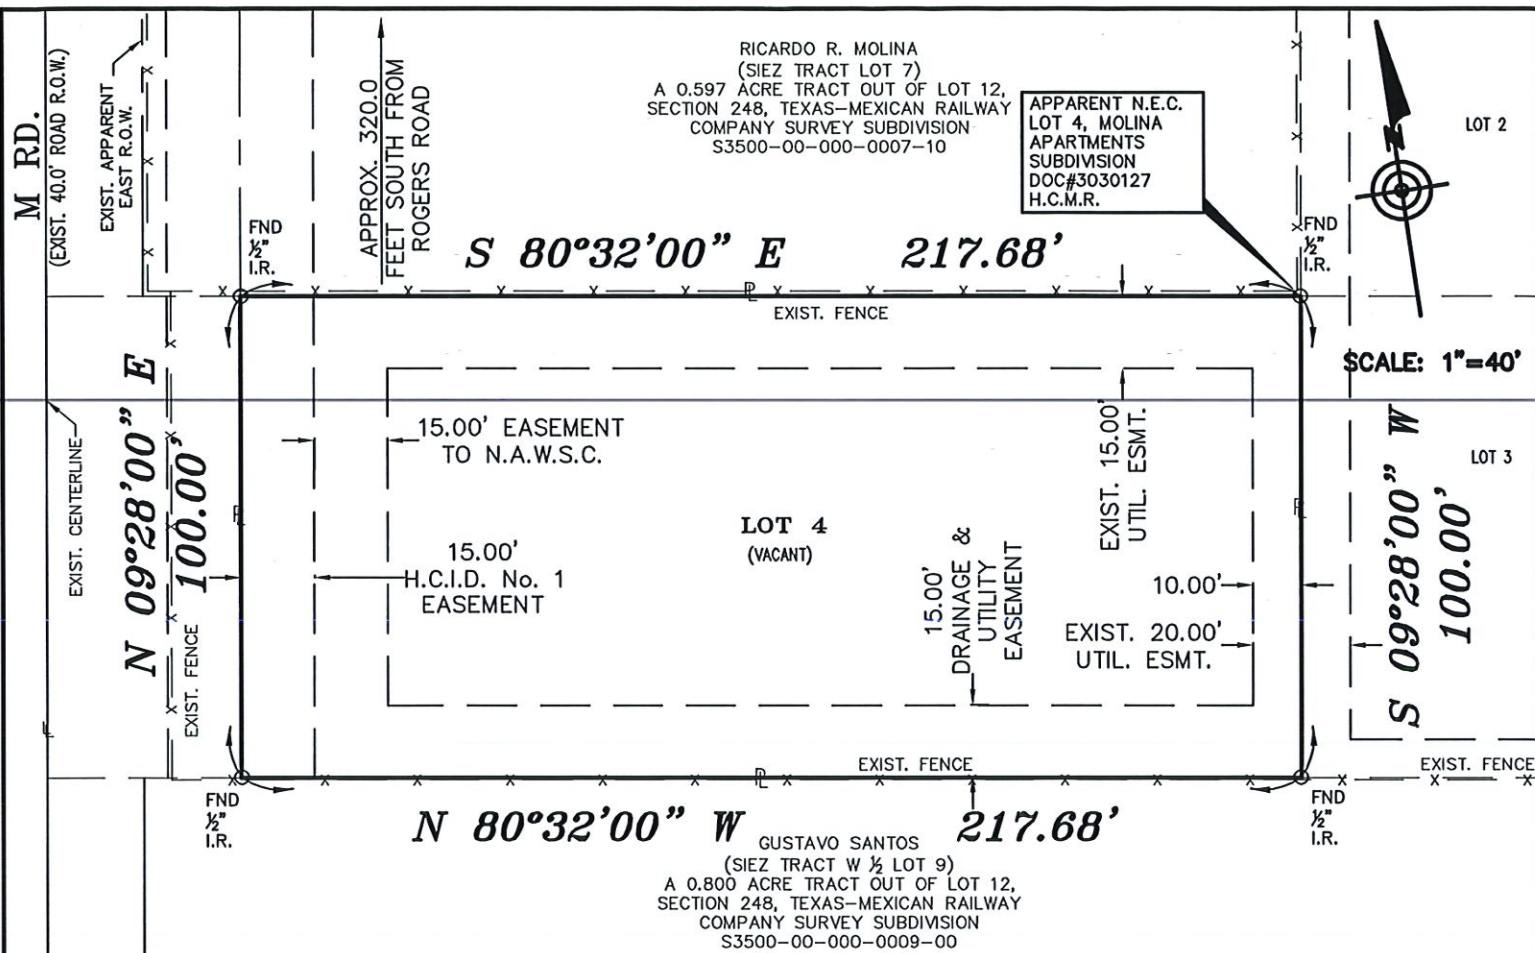 M RD.
(EXIST. 40.0' ROAD R.O.W.)
EXIST. APPARENT
EAST R.O.W.
APPROX. 320.0
FEET SOUTH FROM
ROGERS ROAD
RICARDO R. MOLINA
(SIEZ TRACT LOT 7)
A 0.597 ACRE TRACT OUT OF LOT 12,
SECTION 248, TEXAS-MEXICAN RAILWAY
COMPANY SURVEY SUBDIVISION
S3500-00-000-0007-10
APPARENT N.E.C.
LOT 4, MOLINA
APARTMENTS
SUBDIVISION
DOC#3030127
H.C.M.R.
N
LOT 2
FND
½"
I.R.
S 80°32'00" E 217.68'
FND
½"
I.R.
PL
EXIST. FENCE
SCALE: 1"=40'
EXIST. CENTERLINE
N 09°28'00" E
100.00'
EXIST. FENCE
PL
15.00' EASEMENT
TO N.A.W.S.C.
15.00'
H.C.I.D. No. 1
EASEMENT
LOT 4
(VACANT)
EXIST. 15.00'
UTIL. ESMT.
15.00'
DRAINAGE &
UTILITY
EASEMENT
10.00'
EXIST. 20.00'
UTIL. ESMT.
PL
S 09°28'00" W
100.00'
LOT 3
EXIST. FENCE
PL
EXIST. FENCE
FND
½"
I.R.
N 80°32'00" W 217.68'
FND
½"
I.R.
GUSTAVO SANTOS
(SIEZ TRACT W ½ LOT 9)
A 0.800 ACRE TRACT OUT OF LOT 12,
SECTION 248, TEXAS-MEXICAN RAILWAY
COMPANY SURVEY SUBDIVISION
S3500-00-000-0009-00